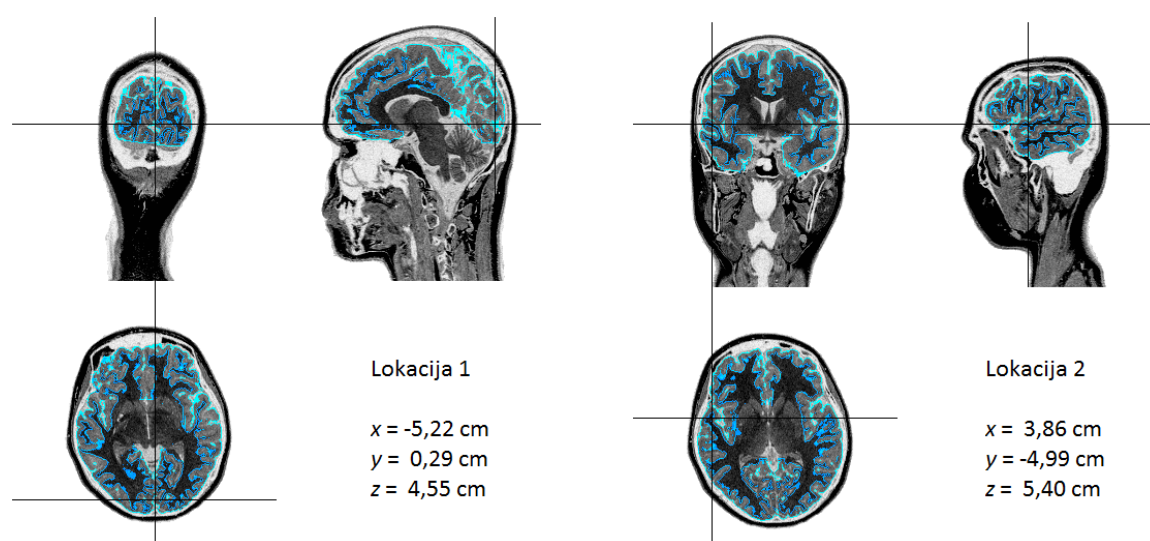 Lokacija 1
x = -5,22 cm
y = 0,29 cm
z = 4,55 cm
Lokacija 2
x = 3,86 cm
y = -4,99 cm
z = 5,40 cm